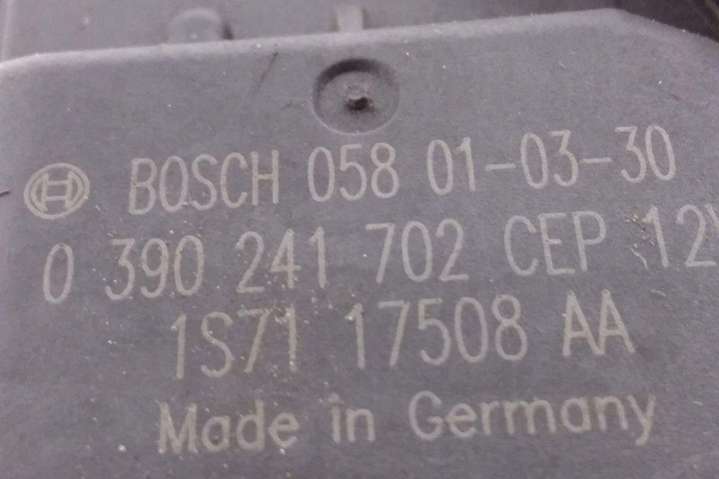 BOSCH 058 01-03-30
0 390 241 702 CEP 12V
1S71 17508 AA
Made in Germany